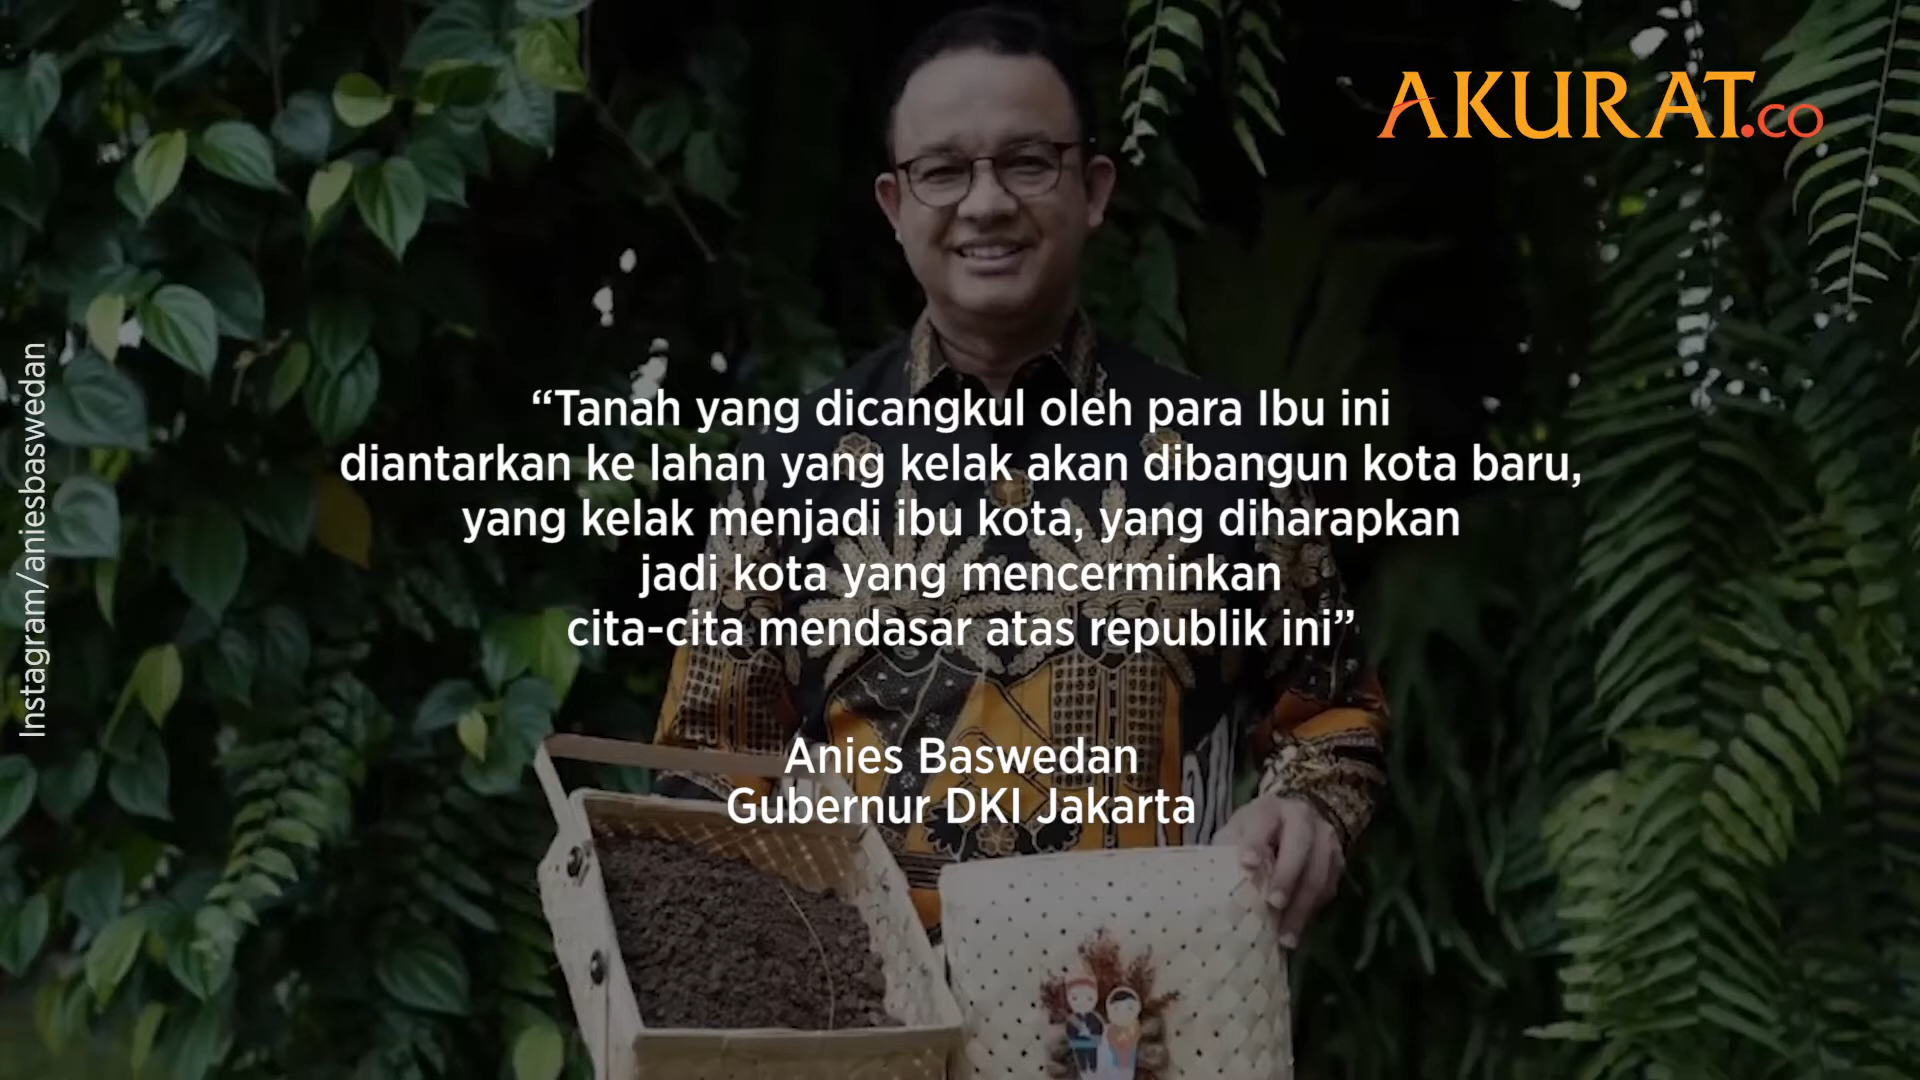 AKURAT.co
“Tanah yang dicangkul oleh para Ibu ini
diantarkan ke lahan yang kelak akan dibangun kota baru,
yang kelak menjadi ibu kota, yang diharapkan
jadi kota yang mencerminkan
cita-cita mendasar atas republik ini”
Anies Baswedan
Gubernur DKI Jakarta
Instagram/aniesbaswedan